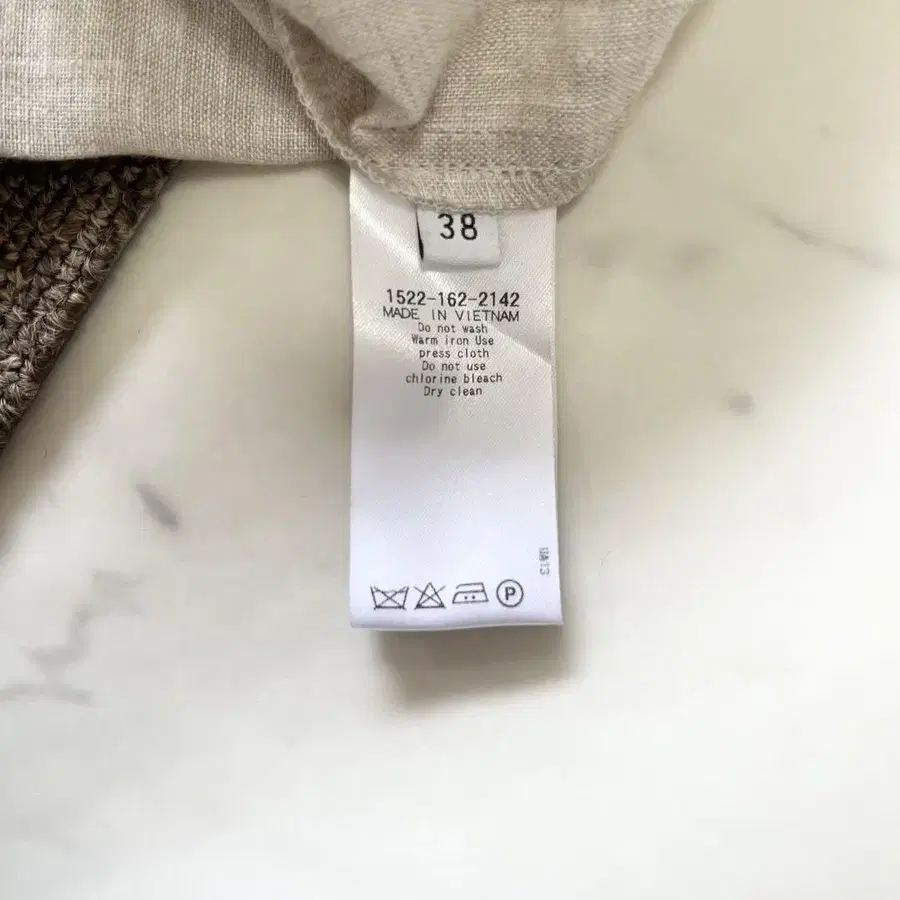 38
1522-162-2142
MADE IN VIETNAM
Do not wash
Warm iron Use
press cloth
Do not use
chlorine bleach
Dry clean
P